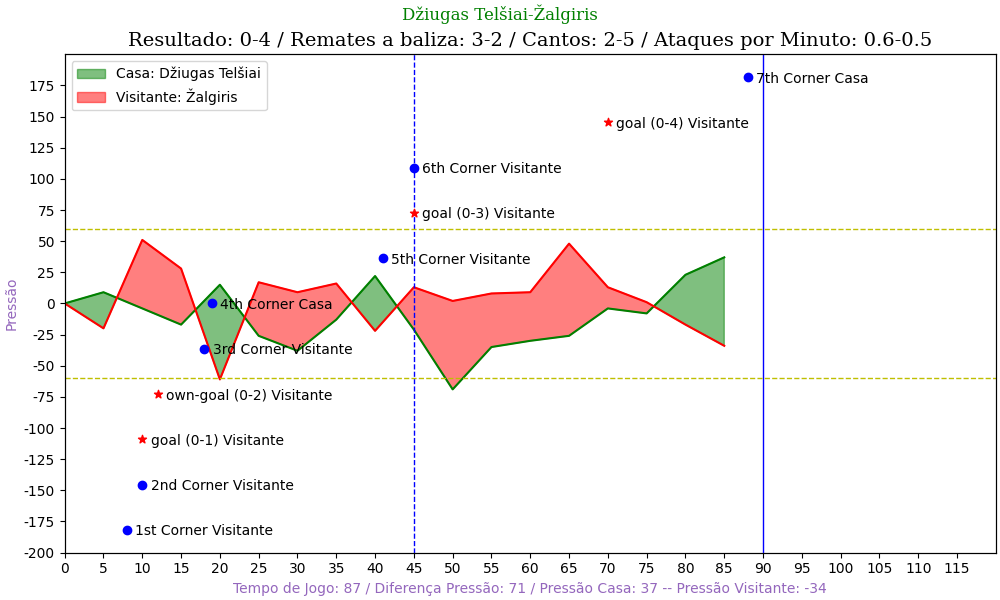 Džiugas Telšiai-Žalgiris
Resultado: 0-4 / Remates a baliza: 3-2 / Cantos: 2-5 / Ataques por Minuto: 0.6-0.5
Casa: Džiugas Telšiai
Visitante: Žalgiris
7th Corner Casa
goal (0-4) Visitante
6th Corner Visitante
goal (0-3) Visitante
5th Corner Visitante
4th Corner Casa
3rd Corner Visitante
own-goal (0-2) Visitante
goal (0-1) Visitante
2nd Corner Visitante
1st Corner Visitante
Pressão
175
150
125
100
75
50
25
0
-25
-50
-75
-100
-125
-150
-175
-200
0 5 10 15 20 25 30 35 40 45 50 55 60 65 70 75 80 85 90 95 100 105 110 115
Tempo de Jogo: 87 / Diferença Pressão: 71 / Pressão Casa: 37 -- Pressão Visitante: -34